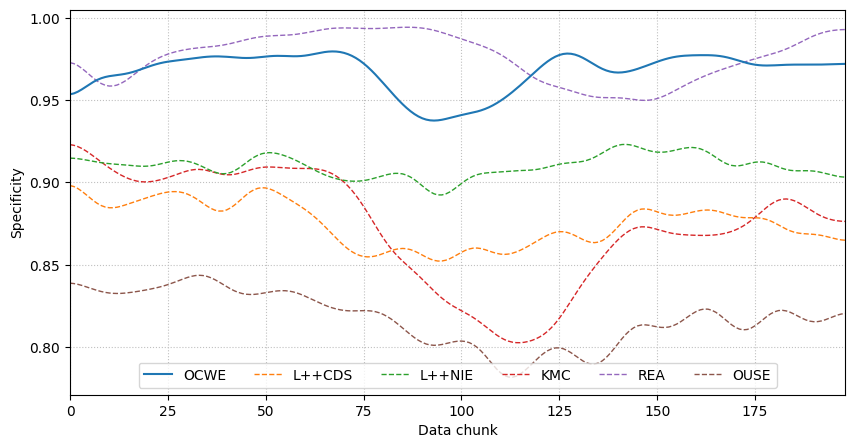 1.00
0.95
0.90
0.85
0.80
Specificity
0 25 50 75 100 125 150 175
Data chunk
OCWE L++CDS L++NIE KMC REA OUSE